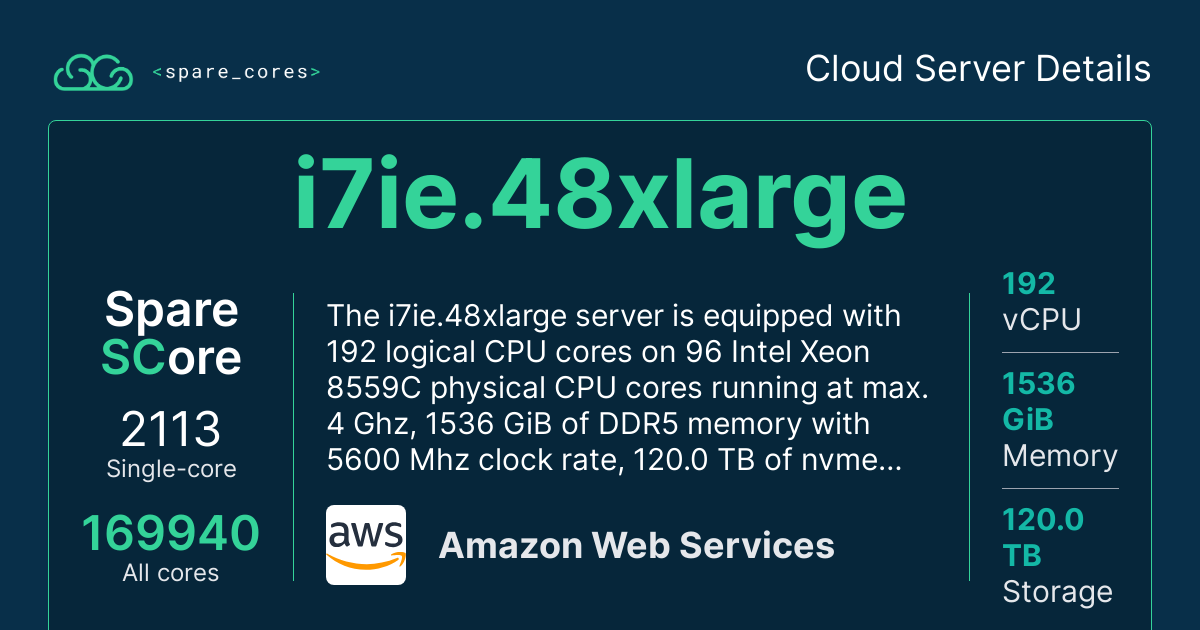 <spare_cores>
Cloud Server Details
i7ie.48xlarge
Spare
SCore
2113
Single-core
169940
All cores
The i7ie.48xlarge server is equipped with
192 logical CPU cores on 96 Intel Xeon
8559C physical CPU cores running at max.
4 Ghz, 1536 GiB of DDR5 memory with
5600 Mhz clock rate, 120.0 TB of nvme...
aws
Amazon Web Services
192
vCPU
1536
GiB
Memory
120.0
TB
Storage